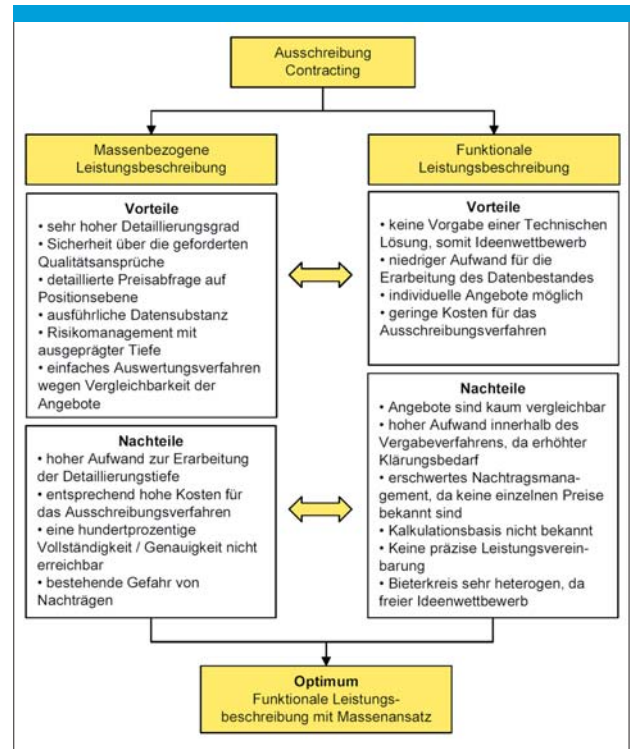 Ausschreibung
Contracting
Massenbezogene
Leistungsbeschreibung
Funktionale
Leistungsbeschreibung
Vorteile
• sehr hoher Detaillierungsgrad
• Sicherheit über die geforderten
Qualitätsansprüche
• detaillierte Preisabfrage auf
Positionsebene
• ausführliche Datensubstanz
• Risikomanagement mit
ausgeprägter Tiefe
• einfaches Auswertungsverfahren
wegen Vergleichbarkeit der
Angebote
Vorteile
• keine Vorgabe einer Technischen
Lösung, somit Ideenwettbewerb
• niedriger Aufwand für die
Erarbeitung des Datenbestandes
• individuelle Angebote möglich
• geringe Kosten für das
Ausschreibungsverfahren
Nachteile
• hoher Aufwand zur Erarbeitung
der Detaillierungstiefe
• entsprechend hohe Kosten für
das Ausschreibungsverfahren
• eine hundertprozentige
Vollständigkeit / Genauigkeit nicht
erreichbar
• bestehende Gefahr von
Nachträgen
Nachteile
• Angebote sind kaum vergleichbar
• hoher Aufwand innerhalb des
Vergabeverfahrens, da erhöhter
Klärungsbedarf
• erschwertes Nachtragsmana-
gement, da keine einzelnen Preise
bekannt sind
• Kalkulationsbasis nicht bekannt
• Keine präzise Leistungsverein-
barung
• Bieterkreis sehr heterogen, da
freier Ideenwettbewerb
Optimum
Funktionale Leistungs-
beschreibung mit Massenansatz